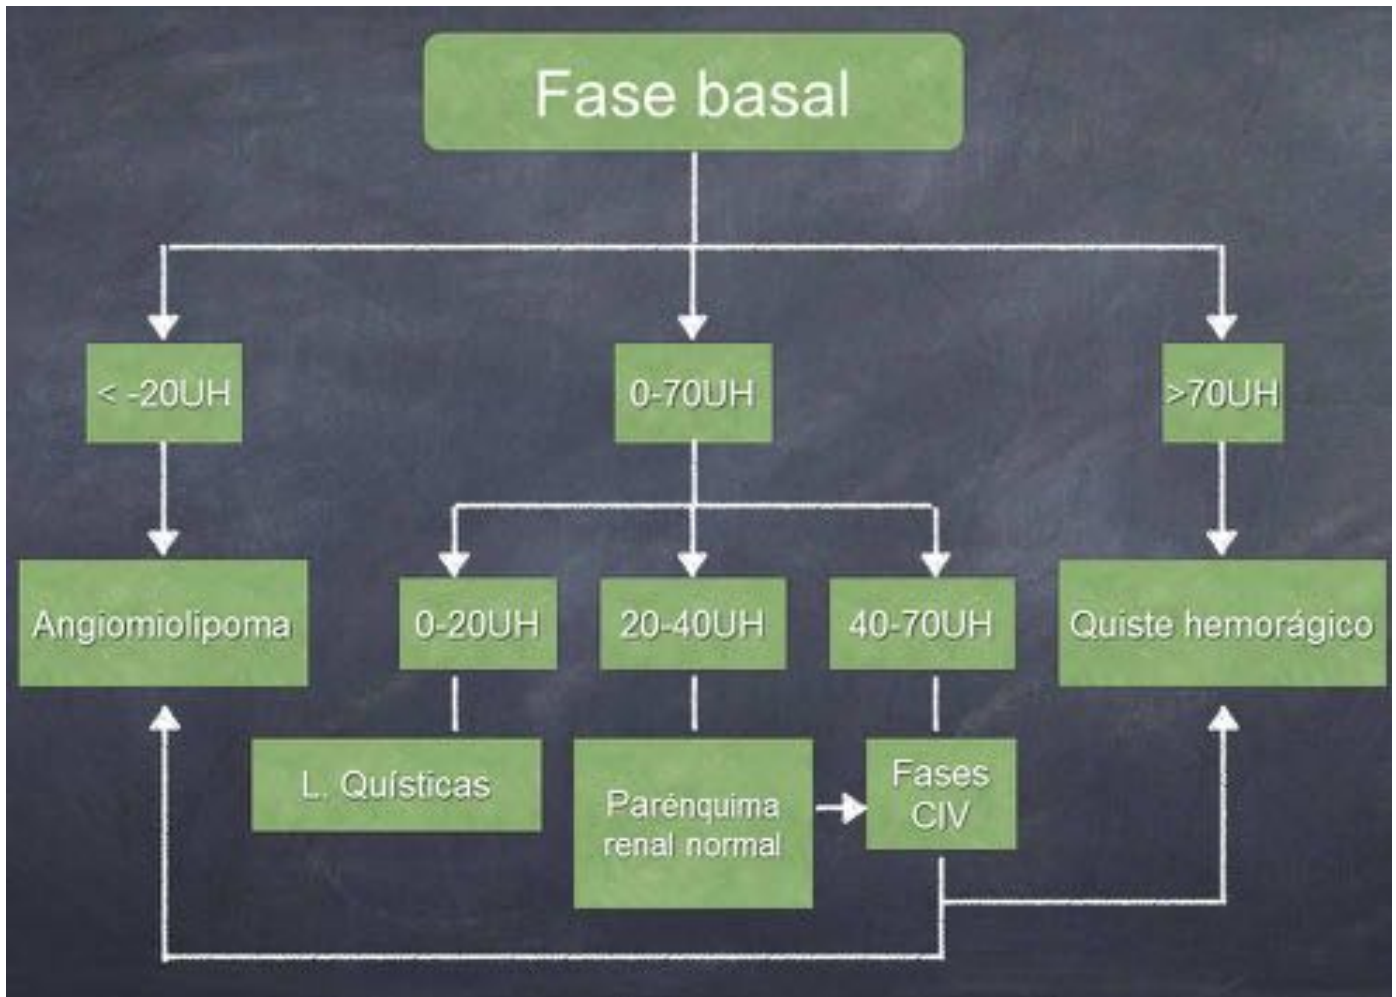 Fase basal
< -20UH
0-70UH
>70UH
Angiomiolipoma
0-20UH
20-40UH
40-70UH
Quiste hemorágico
L. Quísticas
Parénquima
renal normal
Fases
CIV